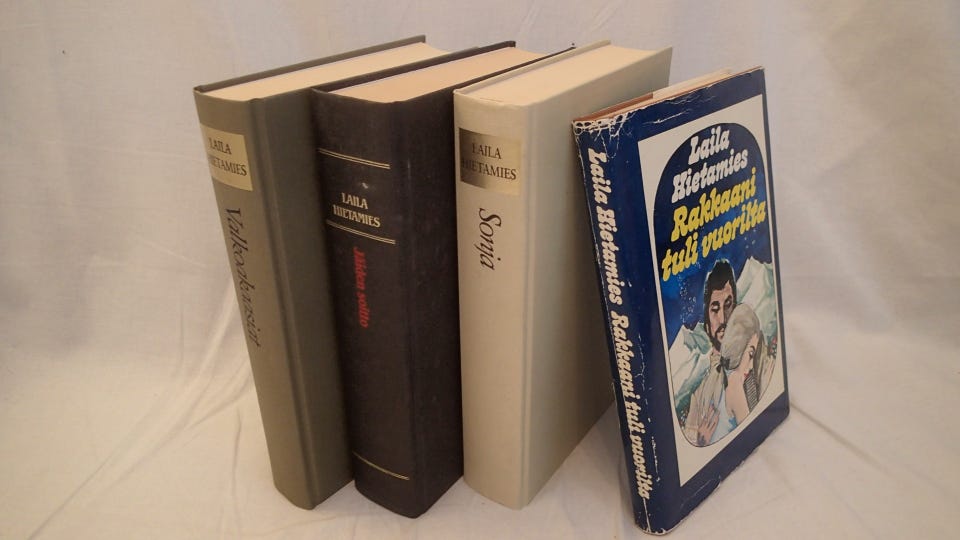 LAILA
HIETAMIES
Valkoakaasiat
LAILA
HIETAMIES
Jäiden soitto
LAILA
HIETAMIES
Sonja
Laila Hietamies Rakkaani tuli vuorilta
Laila
Hietamies
Rakkaani
tuli vuorilta